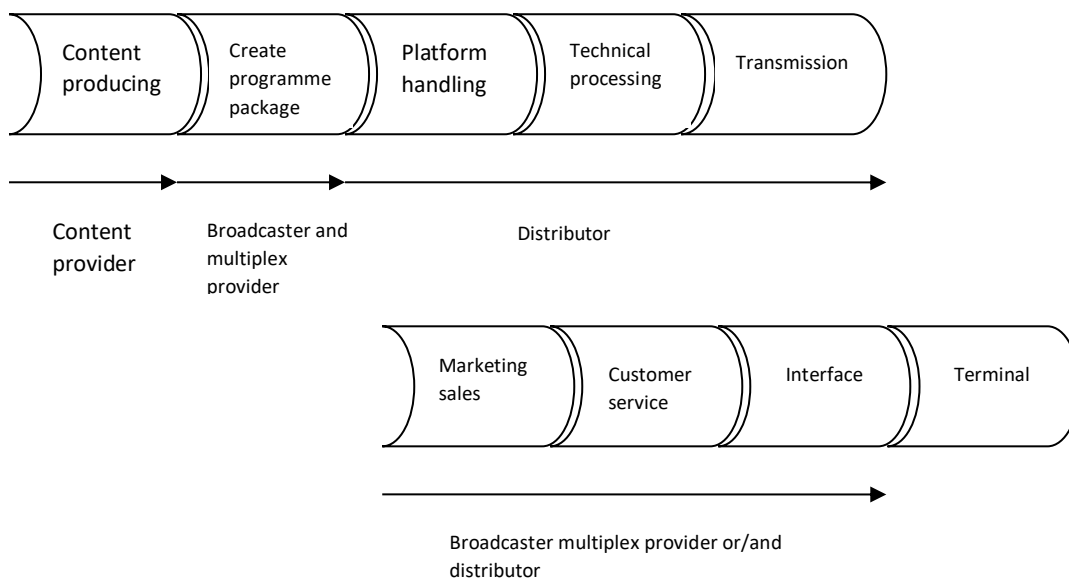 Content
producing
Create
programme
package
Platform
handling
Technical
processing
Transmission
Content
provider
Broadcaster and
multiplex
provider
Distributor
Marketing
sales
Customer
service
Interface
Terminal
Broadcaster multiplex provider or/and
distributor